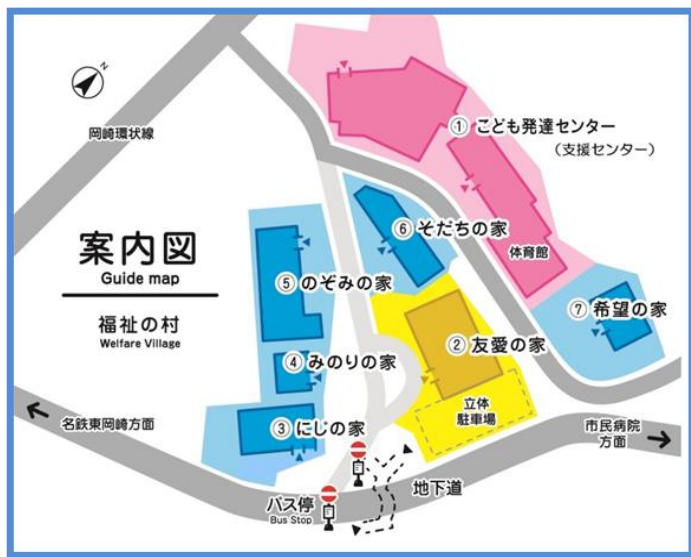 N
岡崎環状線
① こども発達センター
（支援センター）
案内図
Guide map
福祉の村
Welfare Village
⑥ そだちの家
体育館
⑤ のぞみの家
⑦ 希望の家
② 友愛の家
④ みのりの家
立体
駐車場
③ にじの家
名鉄東岡崎方面
市民病院
方面
地下道
バス停
Bus Stop